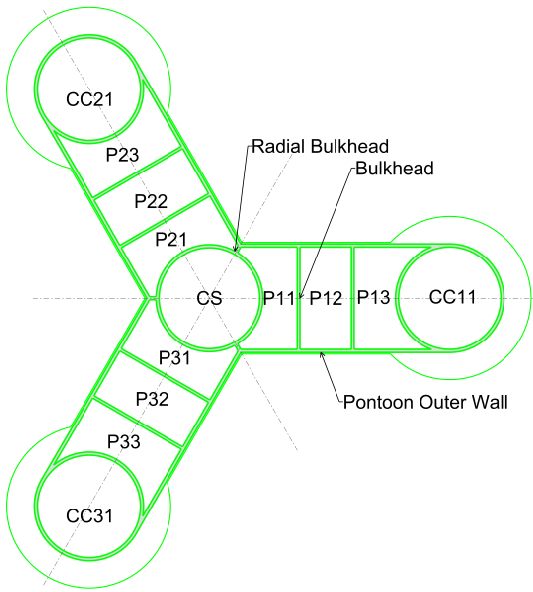 CC21
Radial Bulkhead
P23
Bulkhead
P22
P21
CS
P11
P12
P13
CC11
P31
P32
Pontoon Outer Wall
P33
CC31